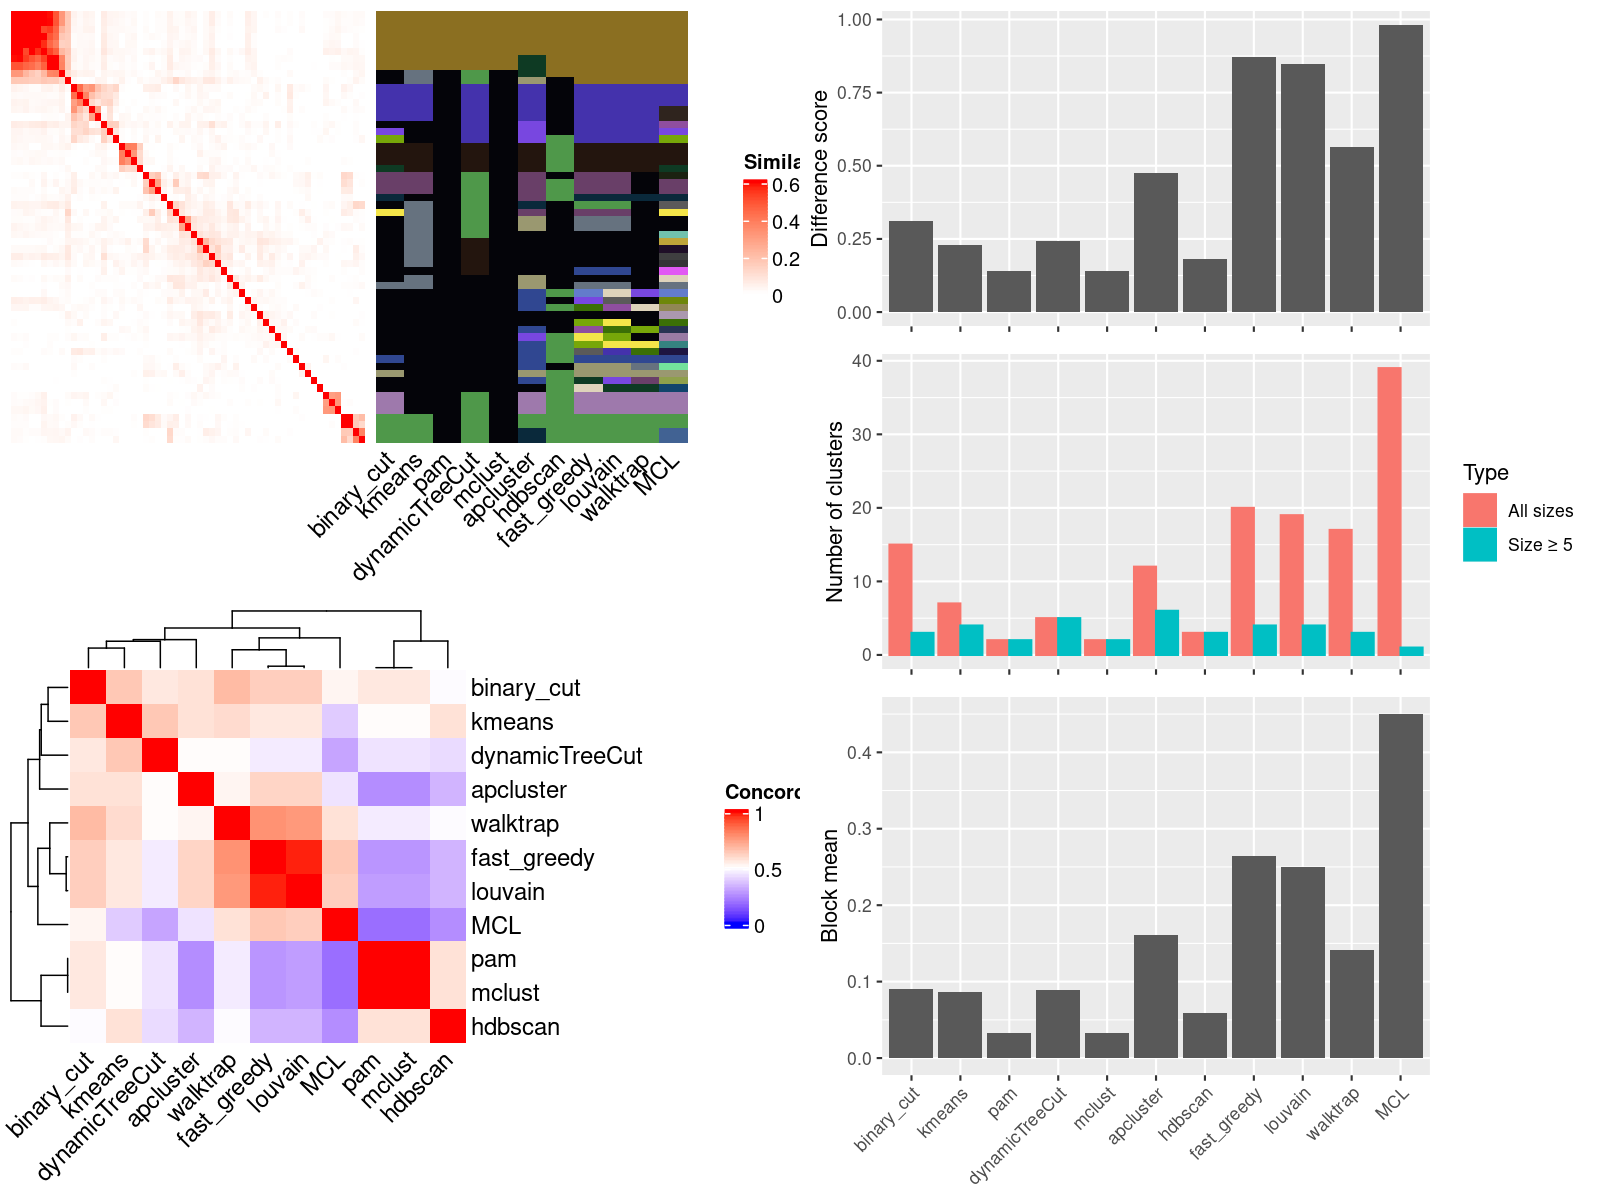 Simila
0.6
0.4
0.2
0
binary_cut
kmeans
pam
dynamicTreeCut
mclust
apcluster
hdbscan
fast_greedy
louvain
walktrap
MCL
Difference score
1.00
0.75
0.50
0.25
0.00
Number of clusters
40
30
20
10
0
Type
All sizes
Size ≥ 5
binary_cut
kmeans
dynamicTreeCut
apcluster
walktrap
fast_greedy
louvain
MCL
pam
mclust
hdbscan
binary_cut
kmeans
dynamicTreeCut
apcluster
walktrap
fast_greedy
louvain
MCL
pam
mclust
hdbscan
Concord
1
0.5
0
Block mean
0.4
0.3
0.2
0.1
0.0
binary_cut
kmeans
pam
dynamicTreeCut
mclust
apcluster
hdbscan
fast_greedy
louvain
walktrap
MCL